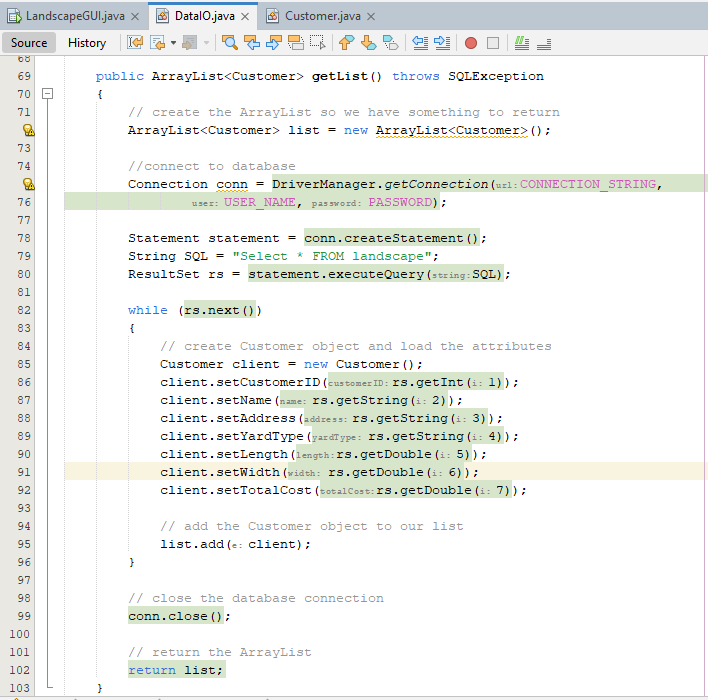 LandscapeGUI.java
DataIO.java
Customer.java
Source
History
68
69 public ArrayList<Customer> getList() throws SQLException
70 {
71 // create the ArrayList so we have something to return
ArrayList<Customer> list = new ArrayList<Customer>();
73
74 //connect to database
Connection conn = DriverManager.getConnection(url: CONNECTION_STRING,
76 user: USER_NAME, password: PASSWORD);
77
78 Statement statement = conn.createStatement();
79 String SQL = "Select * FROM landscape";
80 ResultSet rs = statement.executeQuery(string: SQL);
81
82 while (rs.next())
83 {
84 // create Customer object and load the attributes
85 Customer client = new Customer();
86 client.setCustomerID(customerID: rs.getInt(i: 1));
87 client.setName(name: rs.getString(i: 2));
88 client.setAddress(address: rs.getString(i: 3));
89 client.setYardType(yardType: rs.getString(i: 4));
90 client.setLength(length: rs.getDouble(i: 5));
91 client.setWidth(width: rs.getDouble(i: 6));
92 client.setTotalCost(totalCost: rs.getDouble(i: 7));
93
94 // add the Customer object to our list
95 list.add(e: client);
96 }
97
98 // close the database connection
99 conn.close();
100
101 // return the ArrayList
102 return list;
103 }